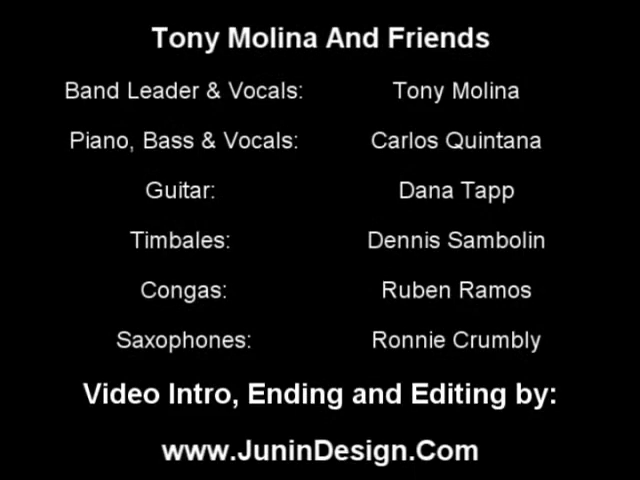 Tony Molina And Friends
Band Leader & Vocals: Tony Molina
Piano, Bass & Vocals: Carlos Quintana
Guitar: Dana Tapp
Timbales: Dennis Sambolin
Congas: Ruben Ramos
Saxophones: Ronnie Crumbly
Video Intro, Ending and Editing by:
www.JuninDesign.Com